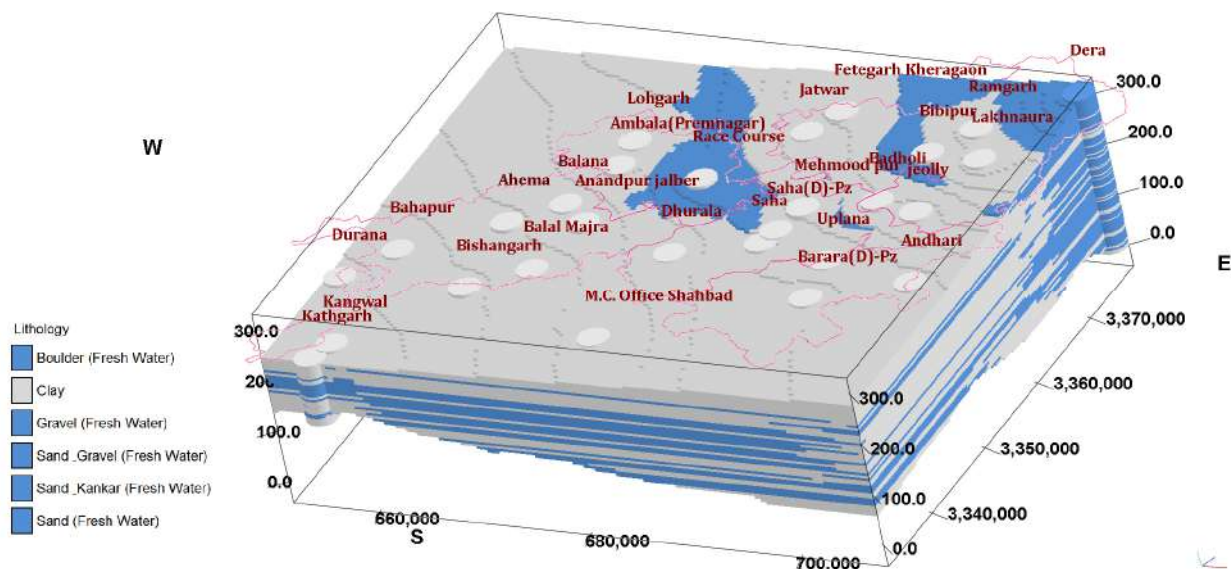 Dera
Fetegarh Kheragaon
Ramgarh
300.0
Jatwar
Lohgarh
Bibipur
Lakhnaura
Ambala(Premnagar)
Race Course
200.0
W
Balana
Mehmood pur
Badholi
jeolly
Ahema
Anandpur jalber
Saha(D)-Pz
Saha
100.0
Bahapur
Dhurala
Uplana
Durana
Balal Majra
Bishangarh
Andhari
0.0
Barara(D)-Pz
E
M.C. Office Shahbad
Kangwal
Kathgarh
3,370,000
300.0
Lithology
Boulder (Fresh Water)
Clay
Gravel (Fresh Water)
Sand_Gravel (Fresh Water)
Sand_Kankar (Fresh Water)
Sand (Fresh Water)
20
300.0
3,360,000
100.0
200.0
3,350,000
0.0
100.0
3,340,000
660,000
S
680,000
0.0
700,000